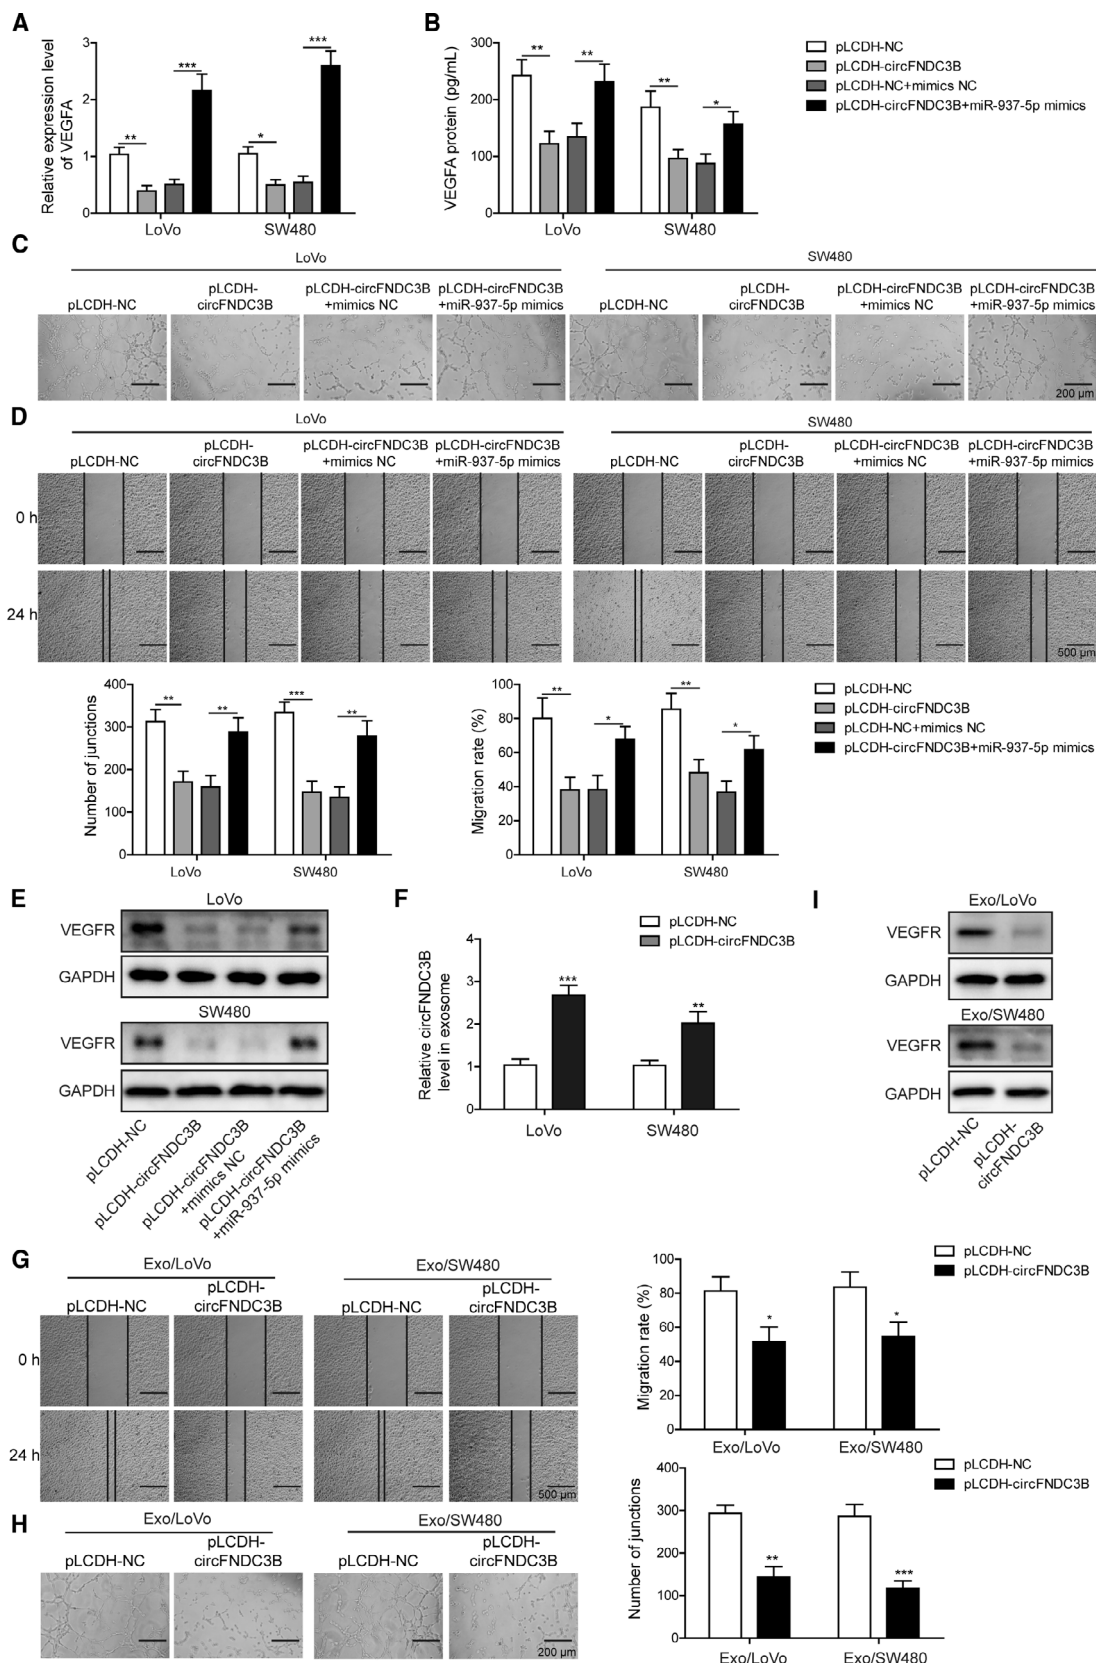 A
Relative expression level
of VEGFA
3
2
1
0
**
***
*
***
LoVo
SW480
B
VEGFA protein (pg/mL)
300
200
100
0
**
**
**
*
LoVo
SW480
pLCDH-NC
pLCDH-circFNDC3B
pLCDH-NC+mimics NC
pLCDH-circFNDC3B+miR-937-5p mimics
C
LoVo
SW480
pLCDH-NC
pLCDH-
circFNDC3B
pLCDH-circFNDC3B
+mimics NC
pLCDH-circFNDC3B
+miR-937-5p mimics
pLCDH-NC
pLCDH-
circFNDC3B
pLCDH-circFNDC3B
+mimics NC
pLCDH-circFNDC3B
+miR-937-5p mimics
200 μm
D
LoVo
SW480
pLCDH-NC
pLCDH-
circFNDC3B
pLCDH-circFNDC3B
+mimics NC
pLCDH-circFNDC3B
+miR-937-5p mimics
pLCDH-NC
pLCDH-
circFNDC3B
pLCDH-circFNDC3B
+mimics NC
pLCDH-circFNDC3B
+miR-937-5p mimics
0 h
24 h
500 μm
Number of junctions
400
300
200
100
0
**
**
***
**
LoVo
SW480
Migration rate (%)
100
80
60
40
20
0
**
*
**
*
LoVo
SW480
pLCDH-NC
pLCDH-circFNDC3B
pLCDH-NC+mimics NC
pLCDH-circFNDC3B+miR-937-5p mimics
E
LoVo
VEGFR
GAPDH
SW480
VEGFR
GAPDH
pLCDH-NC
pLCDH-circFNDC3B
pLCDH-circFNDC3B
+mimics NC
pLCDH-circFNDC3B
+miR-937-5p mimics
F
pLCDH-NC
pLCDH-circFNDC3B
Relative circFNDC3B
level in exosome
4
3
2
1
0
***
**
LoVo
SW480
I
Exo/LoVo
VEGFR
GAPDH
Exo/SW480
VEGFR
GAPDH
pLCDH-NC
pLCDH-
circFNDC3B
G
Exo/LoVo
Exo/SW480
pLCDH-NC
pLCDH-
circFNDC3B
pLCDH-NC
pLCDH-
circFNDC3B
0 h
24 h
500 μm
Migration rate (%)
100
80
60
40
20
0
*
*
Exo/LoVo
Exo/SW480
pLCDH-NC
pLCDH-circFNDC3B
H
Exo/LoVo
Exo/SW480
pLCDH-NC
pLCDH-
circFNDC3B
pLCDH-NC
pLCDH-
circFNDC3B
200 μm
Number of junctions
400
300
200
100
0
**
***
Exo/LoVo
Exo/SW480
pLCDH-NC
pLCDH-circFNDC3B